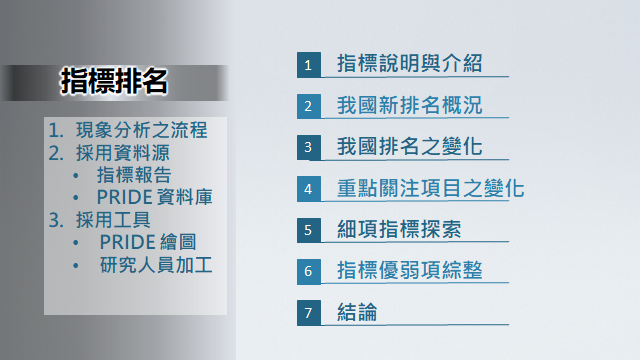 指標排名
1. 現象分析之流程
2. 採用資料源
• 指標報告
• PRIDE 資料庫
3. 採用工具
• PRIDE 繪圖
• 研究人員加工
1 指標說明與介紹
2 我國新排名概況
3 我國排名之變化
4 重點關注項目之變化
5 細項指標探索
6 指標優弱項綜整
7 結論